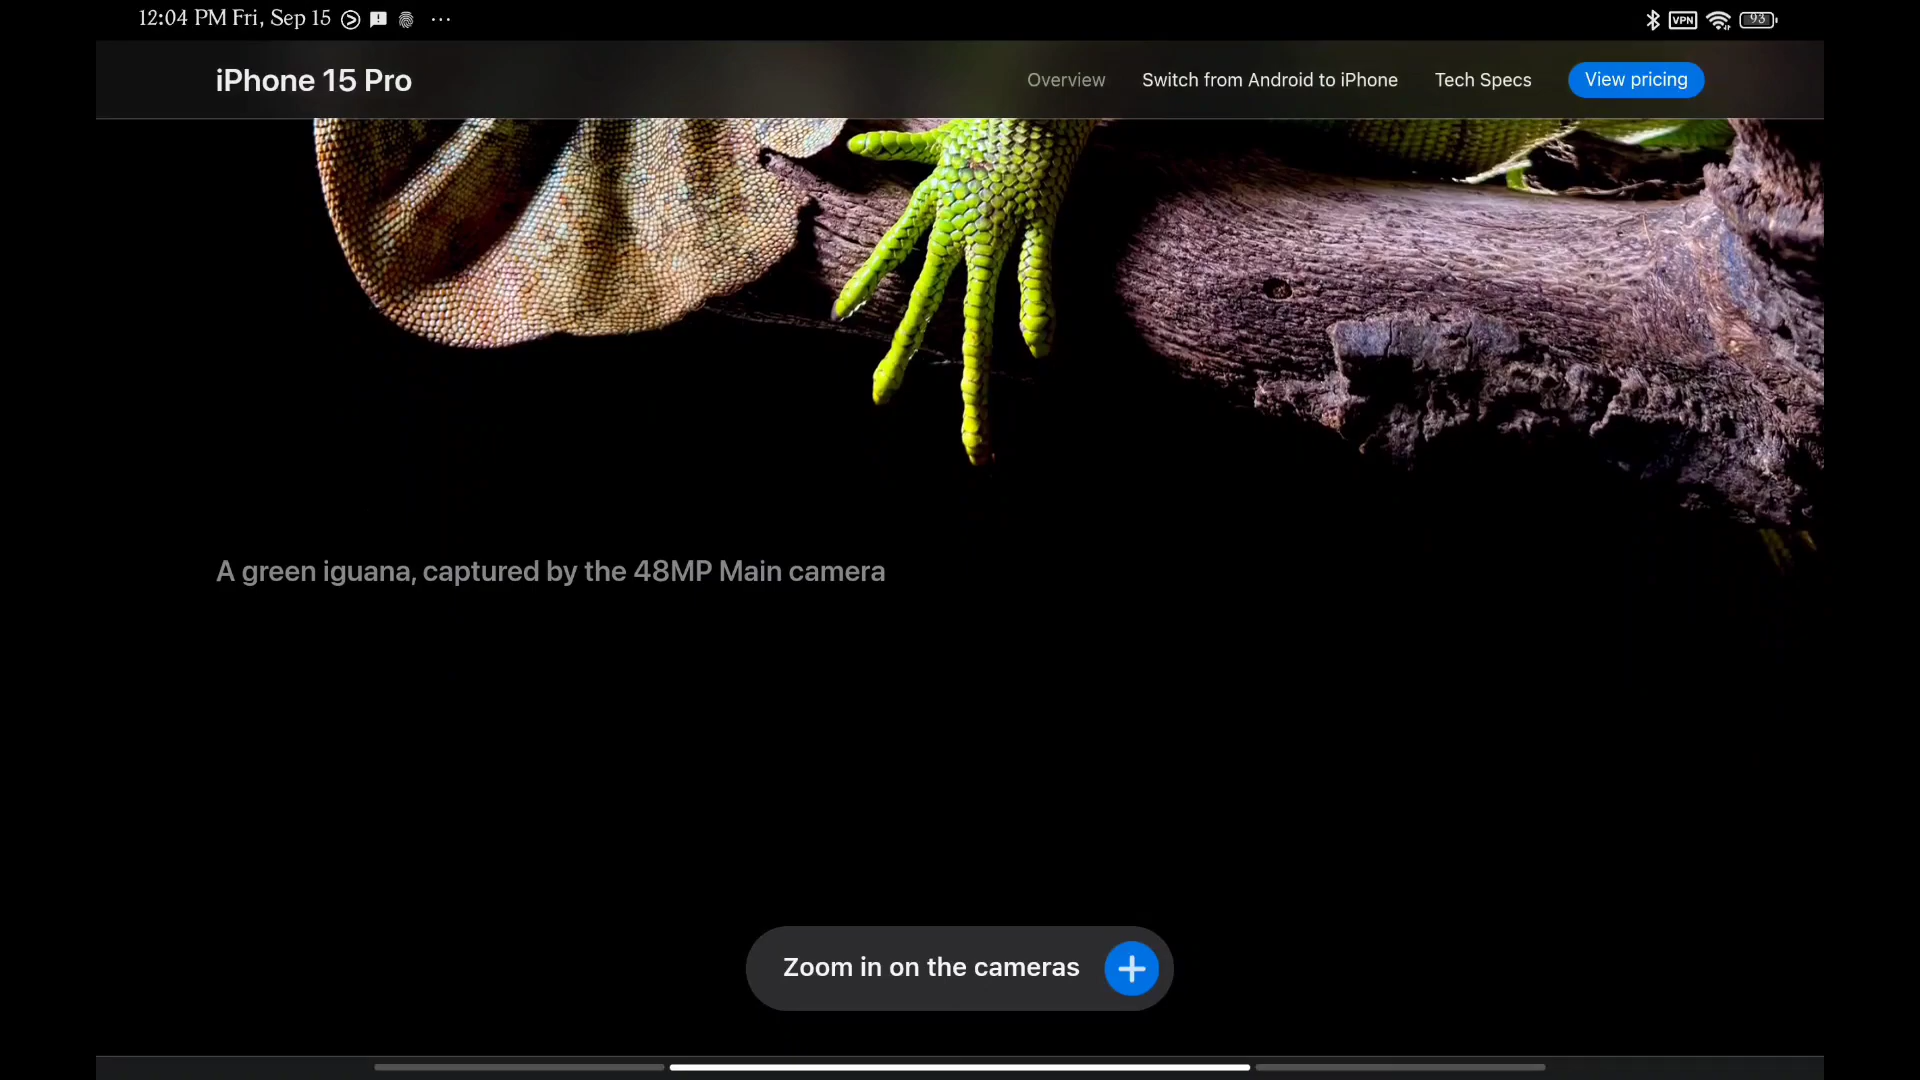 12:04 PM Fri, Sep 15
VPN
93
iPhone 15 Pro
Overview
Switch from Android to iPhone
Tech Specs
View pricing
A green iguana, captured by the 48MP Main camera
Zoom in on the cameras